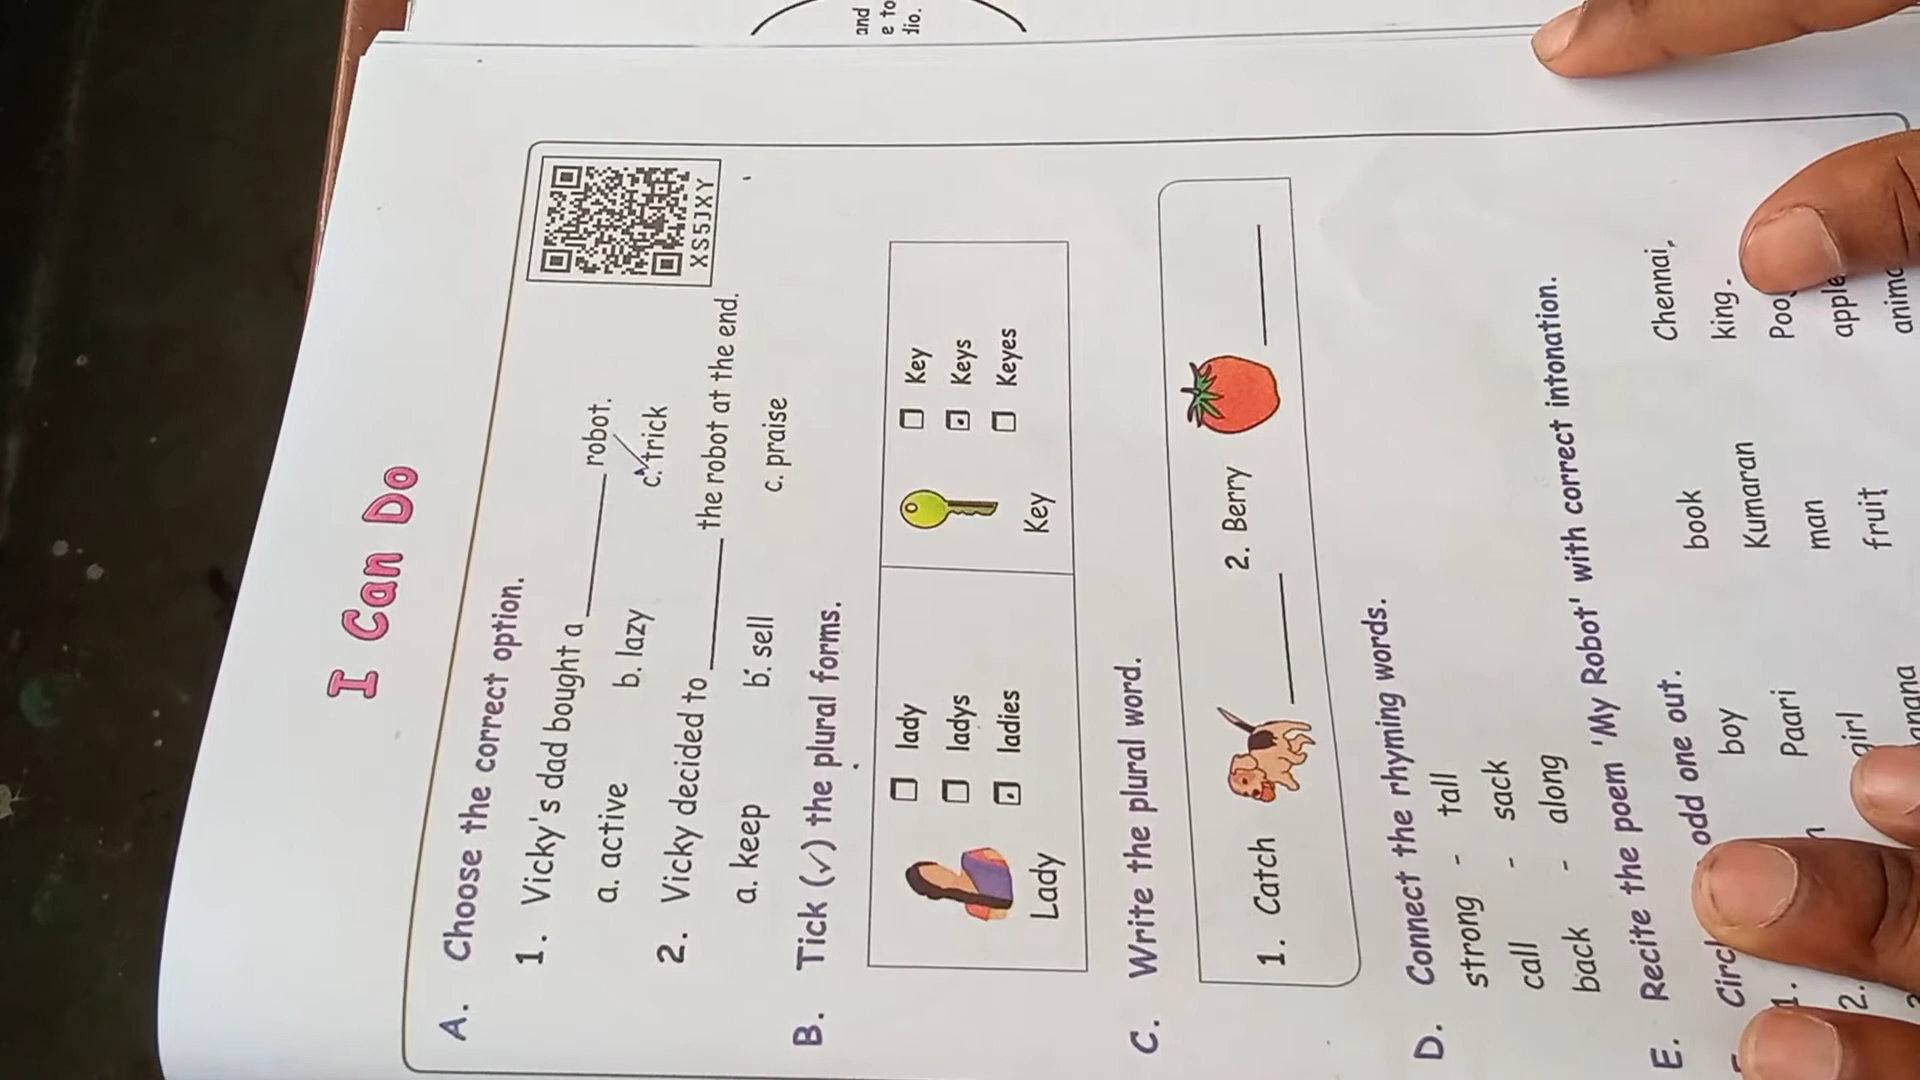 and
e to
I Can Do
XS5JXY
A. Choose the correct option.
1. Vicky's dad bought a ________ robot.
a. active b. lazy c. trick
2. Vicky decided to ________ the robot at the end.
a. keep b. sell c. praise
B. Tick (✓) the plural forms.
lady
ladys
ladies
Lady
Key
Keys
Keyes
Key
C. Write the plural word.
1. Catch ________ 2. Berry ________
D. Connect the rhyming words.
strong - tall
call - sack
back - along
E. Recite the poem 'My Robot' with correct intonation.
odd one out.
1. boy book Chennai,
2. Paari Kumaran king.
girl man
fruit apple